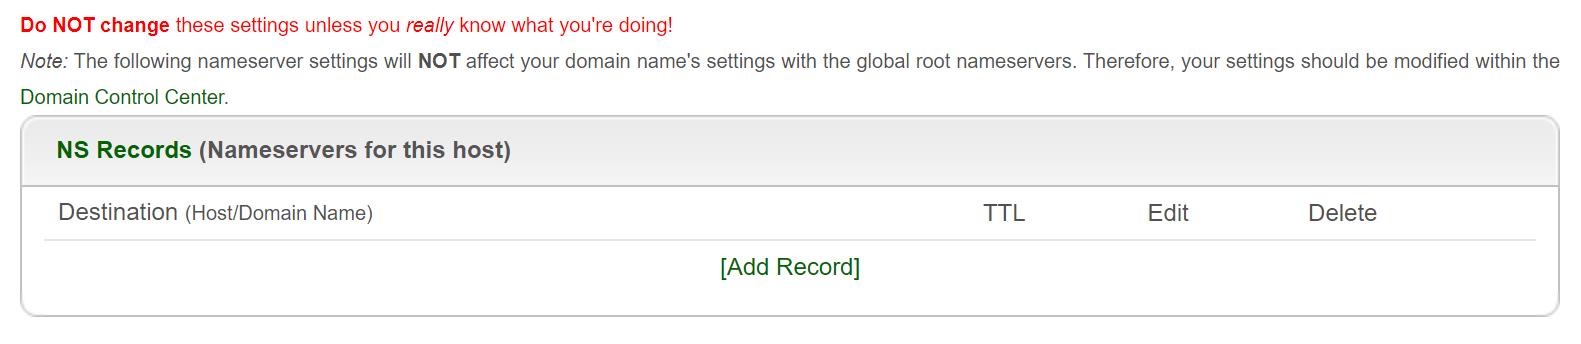 Do NOT change these settings unless you really know what you're doing!
Note: The following nameserver settings will NOT affect your domain name's settings with the global root nameservers. Therefore, your settings should be modified within the
Domain Control Center.
NS Records (Nameservers for this host)
Destination (Host/Domain Name) TTL Edit Delete
[Add Record]